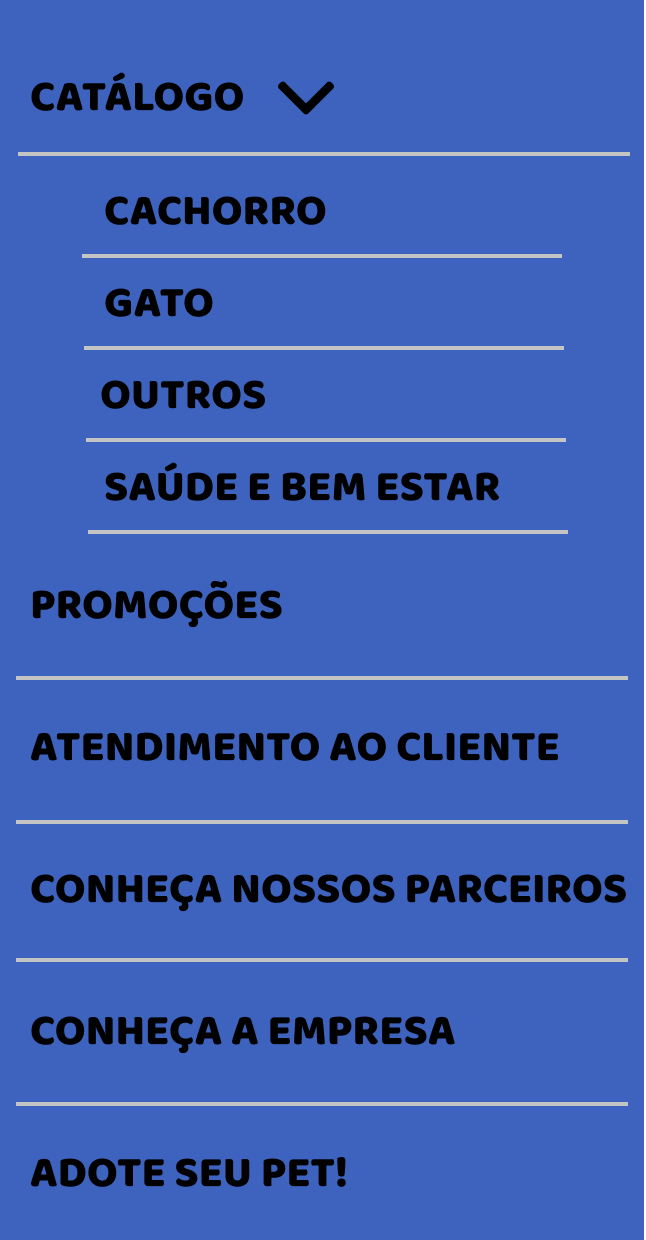 CATÁLOGO
CACHORRO
GATO
OUTROS
SAÚDE E BEM ESTAR
PROMOÇÕES
ATENDIMENTO AO CLIENTE
CONHEÇA NOSSOS PARCEIROS
CONHEÇA A EMPRESA
ADOTE SEU PET!